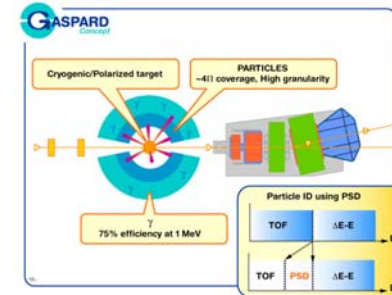 GASPARD
Concept
Cryogenic/Polarized target
PARTICLES
~4Π coverage, High granularity
γ
γ
γ
γ
γ
γ
γ
75% efficiency at 1 MeV
Particle ID using PSD
TOF
ΔE-E
TOF
PSD
ΔE-E